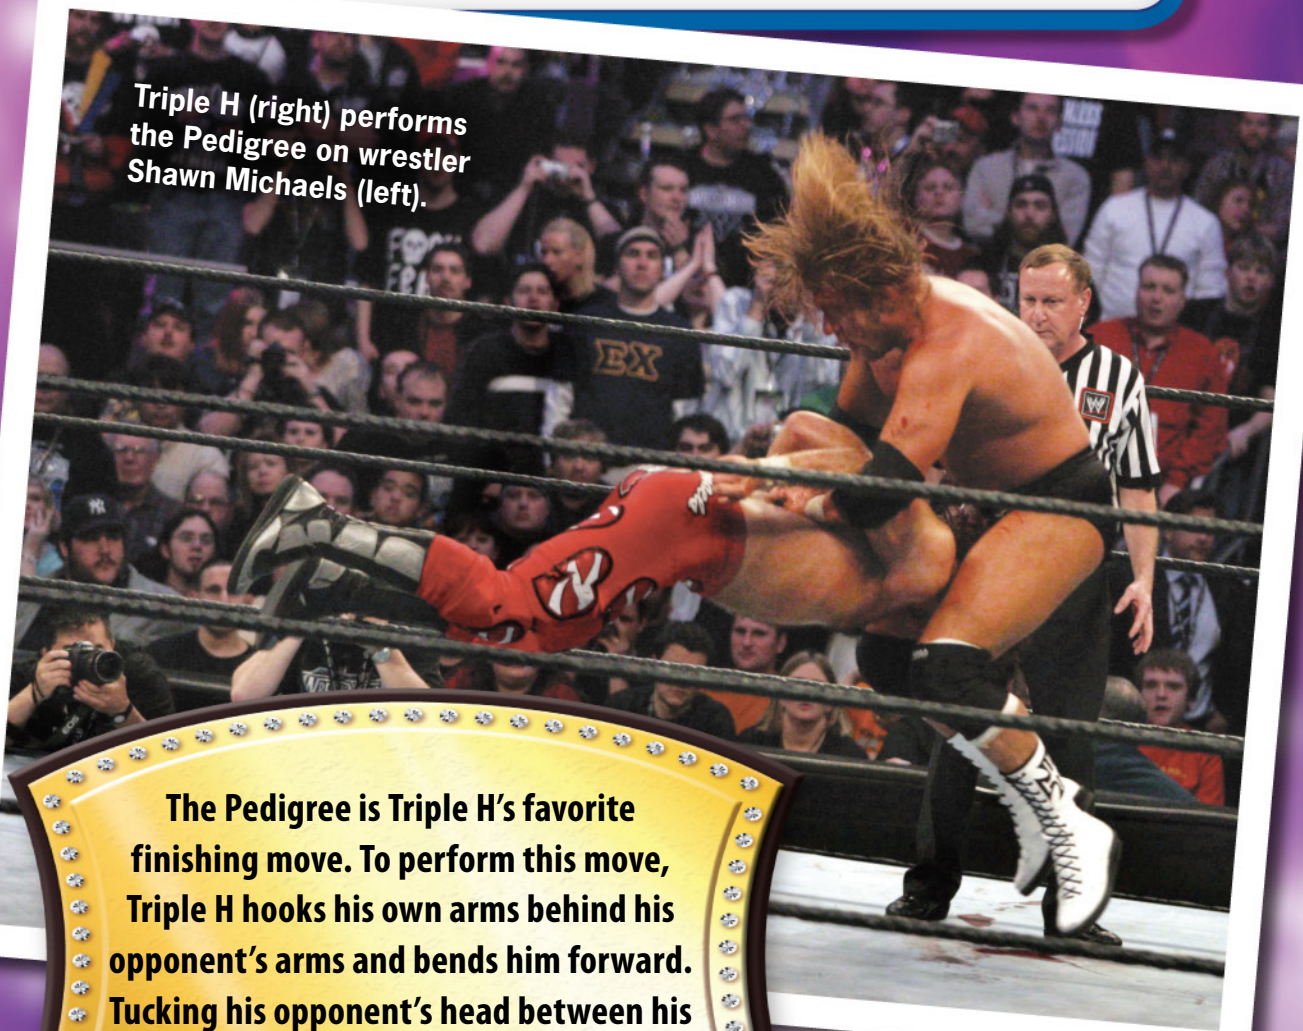 Triple H (right) performs
the Pedigree on wrestler
Shawn Michaels (left).
ΣX
The Pedigree is Triple H's favorite
finishing move. To perform this move,
Triple H hooks his own arms behind his
opponent's arms and bends him forward.
Tucking his opponent's head between his